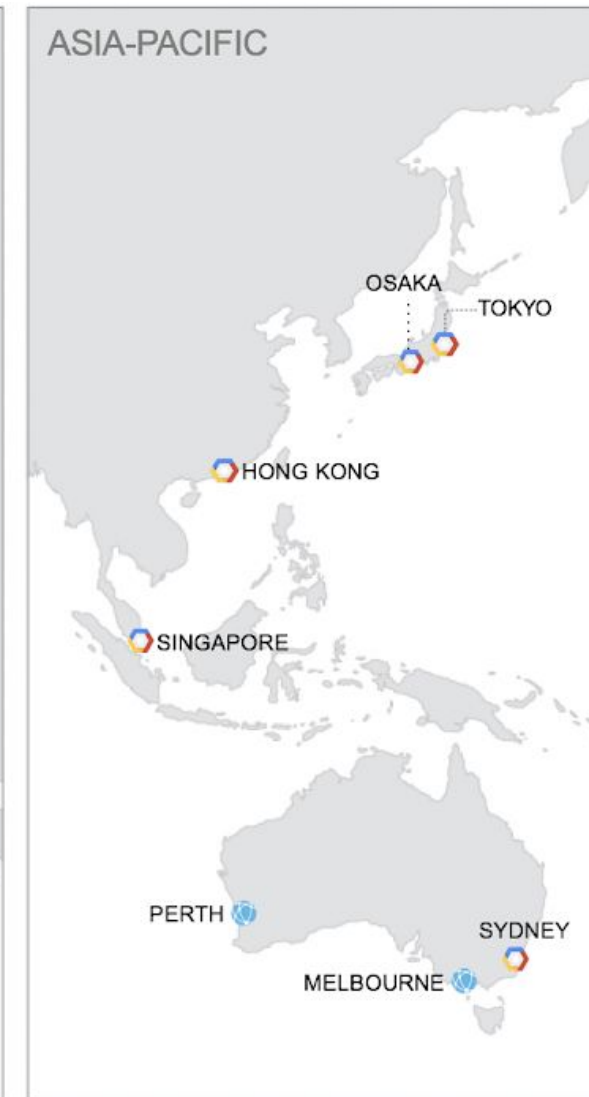 ASIA-PACIFIC
OSAKA
TOKYO
HONG KONG
SINGAPORE
PERTH
SYDNEY
MELBOURNE